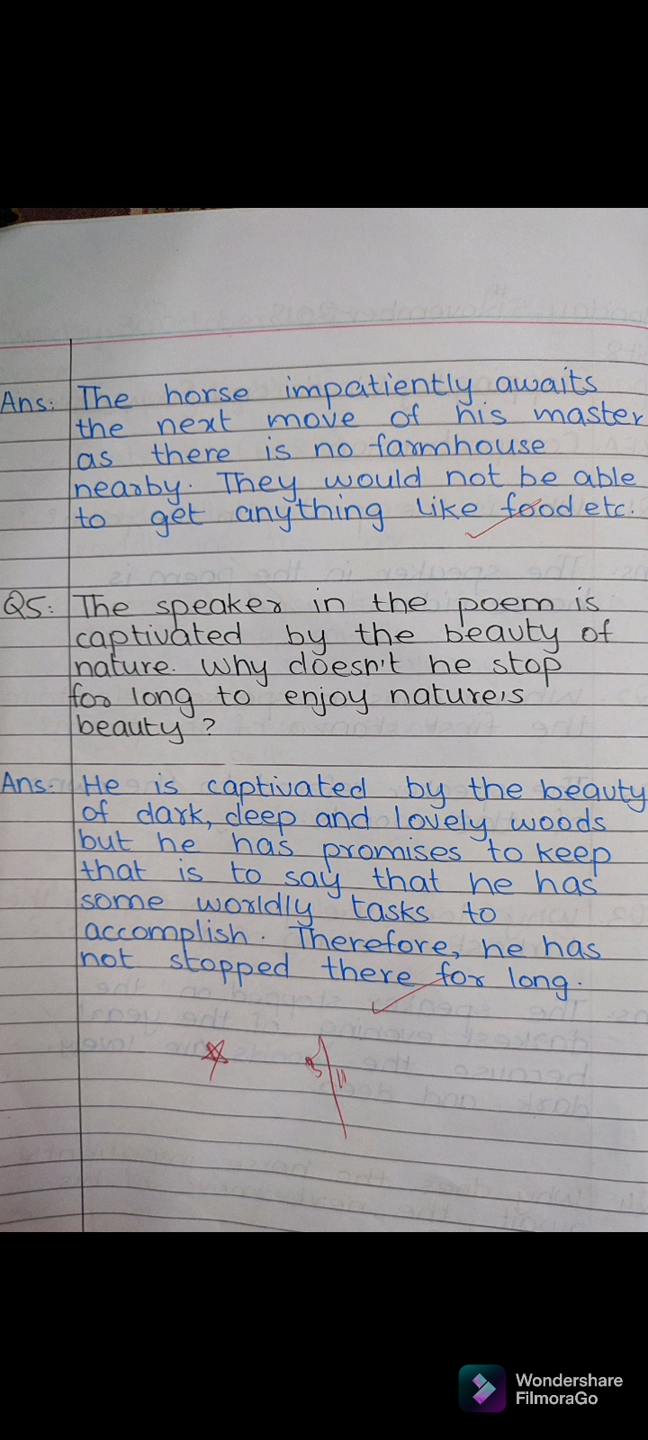 Ans: The horse impatiently awaits
the next move of his master
as there is no farmhouse
nearby. They would not be able
to get anything like food etc.
Q5: The speaker in the poem is
captivated by the beauty of
nature. Why doesn't he stop
for long to enjoy nature's
beauty ?
Ans: He is captivated by the beauty
of dark, deep and lovely woods
but he has promises to keep
that is to say that he has
some worldly tasks to
accomplish. Therefore, he has
not stopped there for long.
Wondershare
FilmoraGo